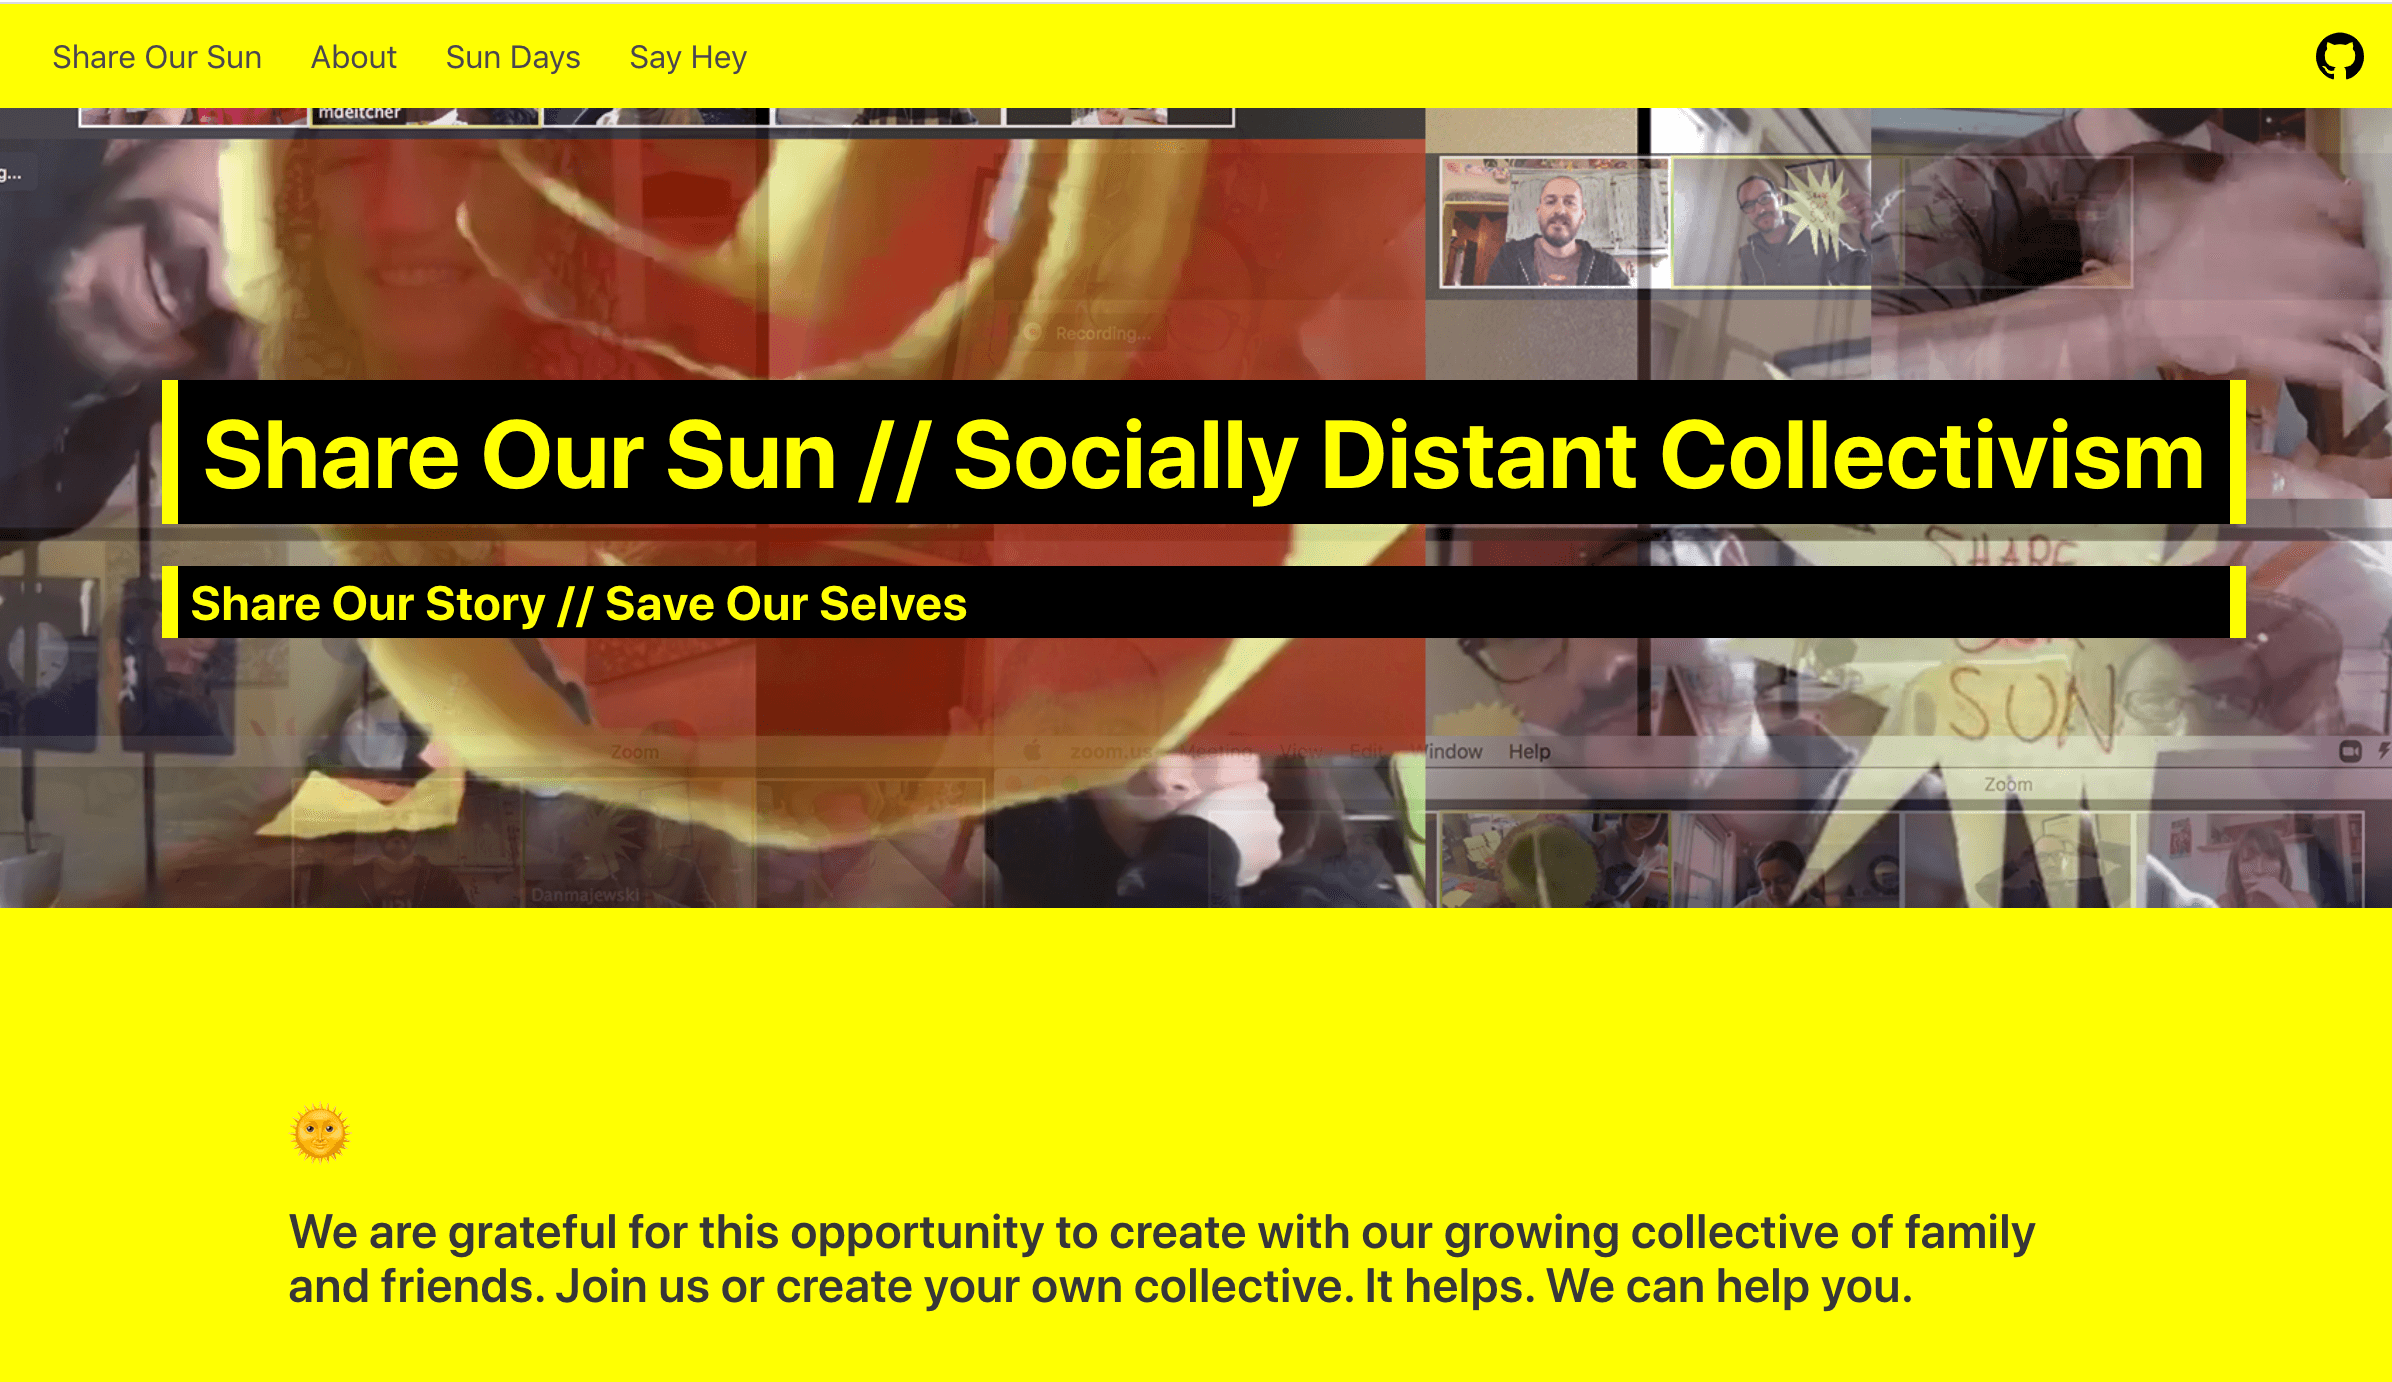 Share Our Sun About Sun Days Say Hey
mdeitcher
g...
Recording...
Share Our Sun // Socially Distant Collectivism
SHARE
Share Our Story // Save Our Selves
SUN
Zoom
zoom.us Meeting View Edit Window Help
Zoom
Danmajewski
We are grateful for this opportunity to create with our growing collective of family
and friends. Join us or create your own collective. It helps. We can help you.